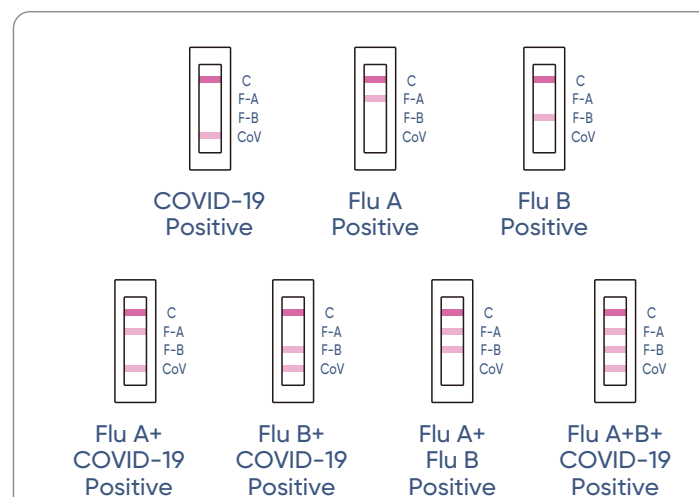 C
F-A
F-B
CoV
C
F-A
F-B
CoV
C
F-A
F-B
CoV
COVID-19
Positive
Flu A
Positive
Flu B
Positive
C
F-A
F-B
CoV
C
F-A
F-B
CoV
C
F-A
F-B
CoV
C
F-A
F-B
CoV
Flu A+
COVID-19
Positive
Flu B+
COVID-19
Positive
Flu A+
Flu B
Positive
Flu A+B+
COVID-19
Positive